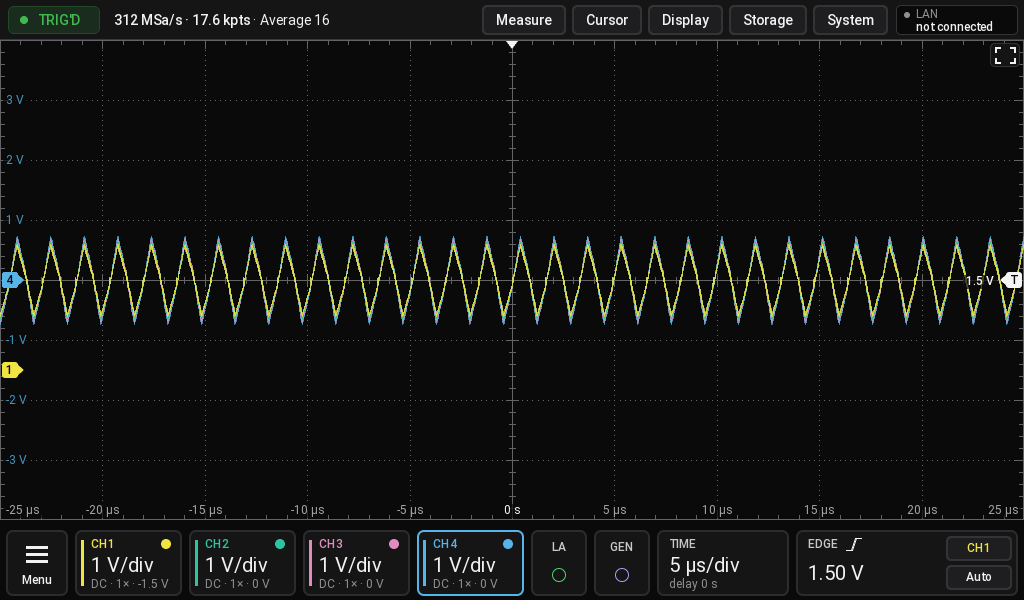 TRIG'D
312 MSa/s · 17.6 kpts · Average 16
Measure
Cursor
Display
Storage
System
LAN
not connected
3 V
2 V
1 V
4
1.5 V
T
-1 V
1
-2 V
-3 V
-25 µs
-20 µs
-15 µs
-10 µs
-5 µs
0 s
5 µs
10 µs
15 µs
20 µs
25 µs
Menu
CH1
1 V/div
DC · 1× · -1.5 V
CH2
1 V/div
DC · 1× · 0 V
CH3
1 V/div
DC · 1× · 0 V
CH4
1 V/div
DC · 1× · 0 V
LA
GEN
TIME
5 µs/div
delay 0 s
EDGE
1.50 V
CH1
Auto